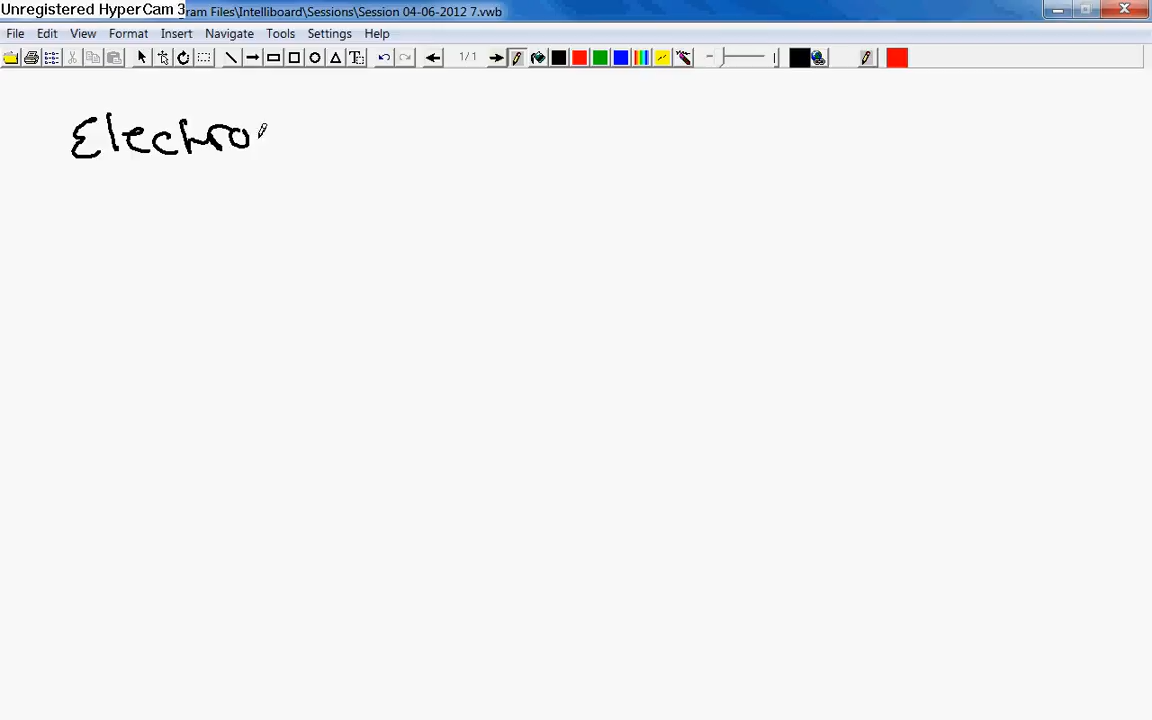 Unregistered HyperCam 3
ram Files\Intelliboard\Sessions\Session 04-06-2012 7.vwb
File Edit View Format Insert Navigate Tools Settings Help
1/1
Electro